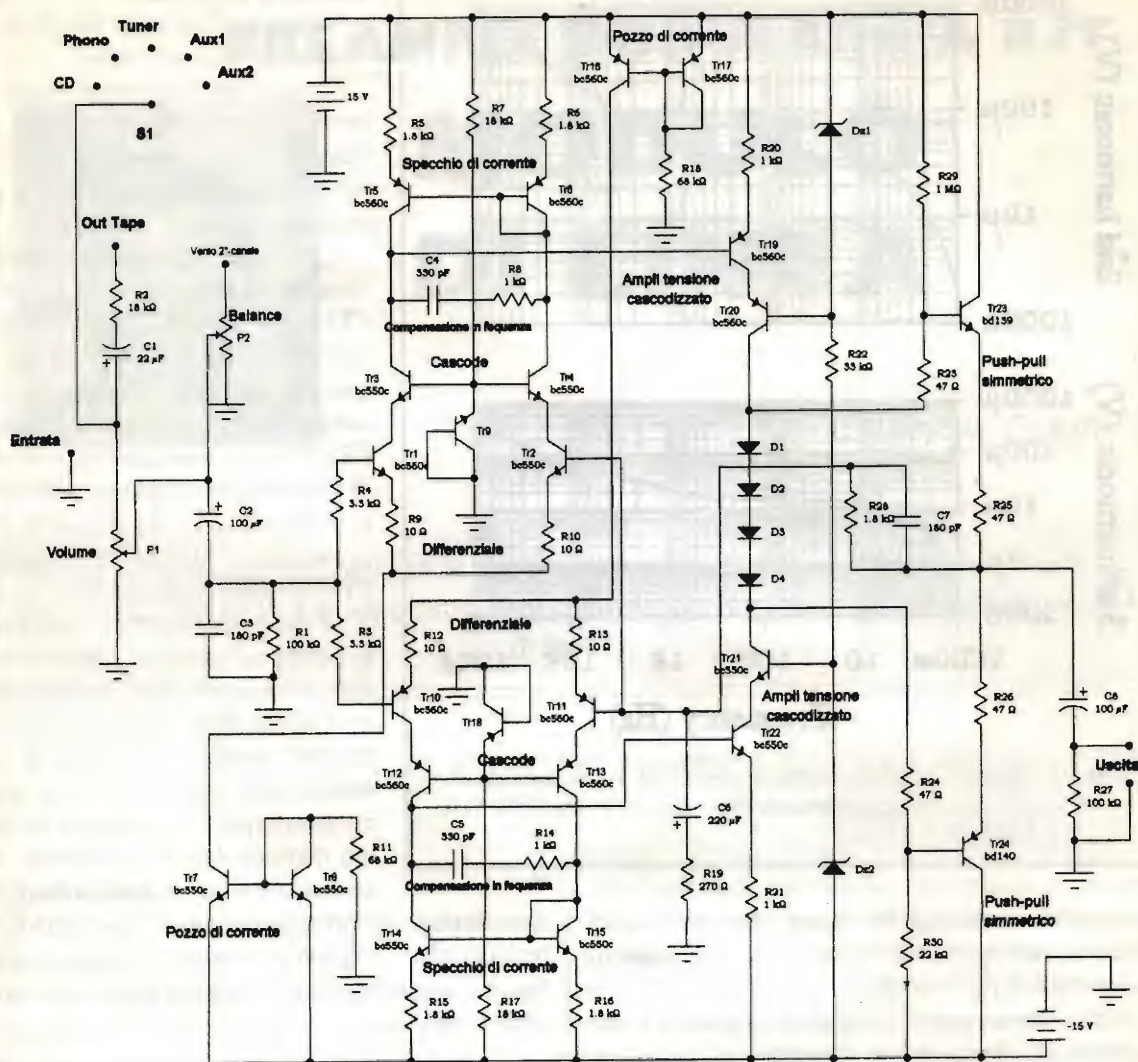 Phono
Tuner
Aux1
CD
Aux2
S1
Out Tape
R2
18 kΩ
C1
22 µF
+
Verso 2°-canale
Balance
P2
Entrata
Volume
P1
C2
100 µF
+
C3
180 pF
R1
100 kΩ
R4
3.3 kΩ
R3
3.3 kΩ
15 V
R5
1.8 kΩ
R7
18 kΩ
R6
1.8 kΩ
Specchio di corrente
Tr5
bc560c
Tr6
bc560c
C4
330 pF
R8
1 kΩ
Compensazione in fequenza
Cascode
Tr3
bc550c
Tr4
bc550c
Tr9
Tr1
bc550c
Tr2
bc550c
R9
10 Ω
R10
10 Ω
Differenziale
Differenziale
R12
10 Ω
R13
10 Ω
Tr10
bc560c
Tr11
bc560c
Tr18
Cascode
Tr12
bc560c
Tr13
bc560c
C5
330 pF
R14
1 kΩ
Compensazione in fequenza
Tr14
bc550c
Tr15
bc550c
Specchio di corrente
R15
1.8 kΩ
R17
18 kΩ
R16
1.8 kΩ
Tr7
bc550c
Tr8
bc550c
R11
68 kΩ
Pozzo di corrente
Pozzo di corrente
Tr16
bc560c
Tr17
bc560c
R18
68 kΩ
R20
1 kΩ
Dz1
R29
1 MΩ
Tr19
bc560c
Ampli tensione
cascodizzato
Tr20
bc560c
R22
33 kΩ
Tr23
bd139
Push-pull
simmetrico
R23
47 Ω
D1
D2
D3
D4
R28
1.8 kΩ
C7
180 pF
R25
47 Ω
Tr21
bc550c
Ampli tensione
cascodizzato
Tr22
bc550c
R26
47 Ω
C8
100 µF
+
Uscita
R27
100 kΩ
C6
220 µF
+
R19
270 Ω
R21
1 kΩ
Dz2
R24
47 Ω
Tr24
bd140
Push-pull
simmetrico
R30
22 kΩ
-15 V